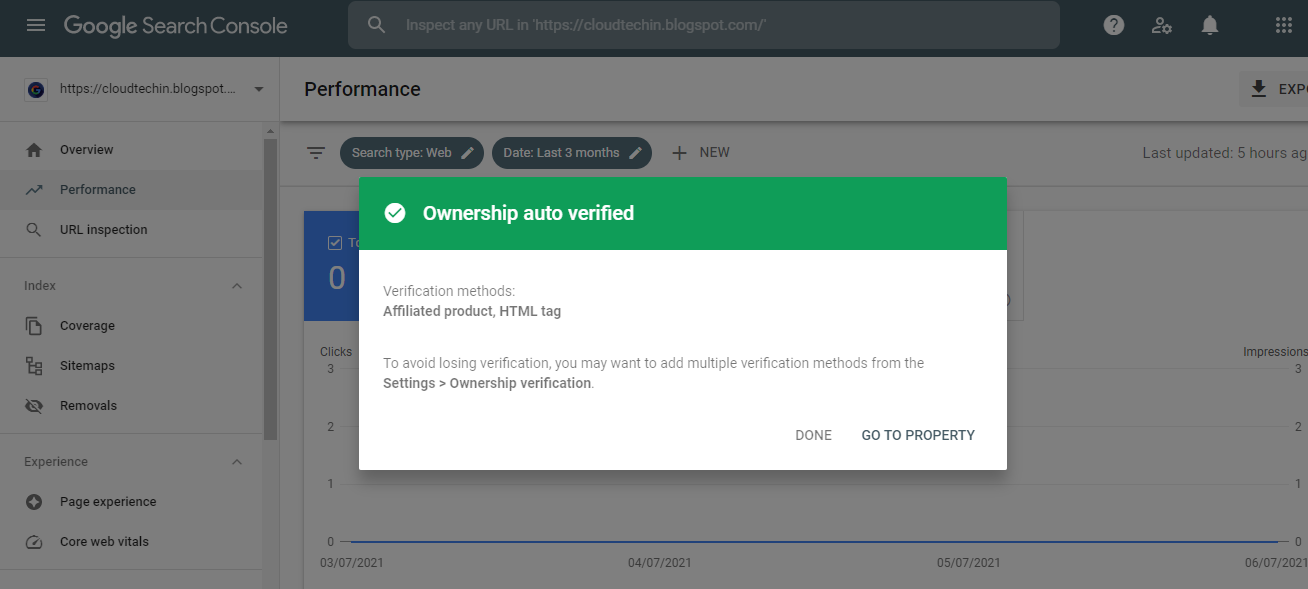 Google Search Console
Inspect any URL in 'https://cloudtechin.blogspot.com/'
https://cloudtechin.blogspot....
Performance
Overview
Performance
URL inspection
Index
Coverage
Sitemaps
Removals
Experience
Page experience
Core web vitals
Search type: Web
Date: Last 3 months
NEW
Last updated: 5 hours ag
0
Ownership auto verified
Verification methods:
Affiliated product, HTML tag
To avoid losing verification, you may want to add multiple verification methods from the
Settings > Ownership verification.
DONE
GO TO PROPERTY
Clicks
3
2
1
0
Impressions
3
2
1
0
03/07/2021
04/07/2021
05/07/2021
06/07/2021